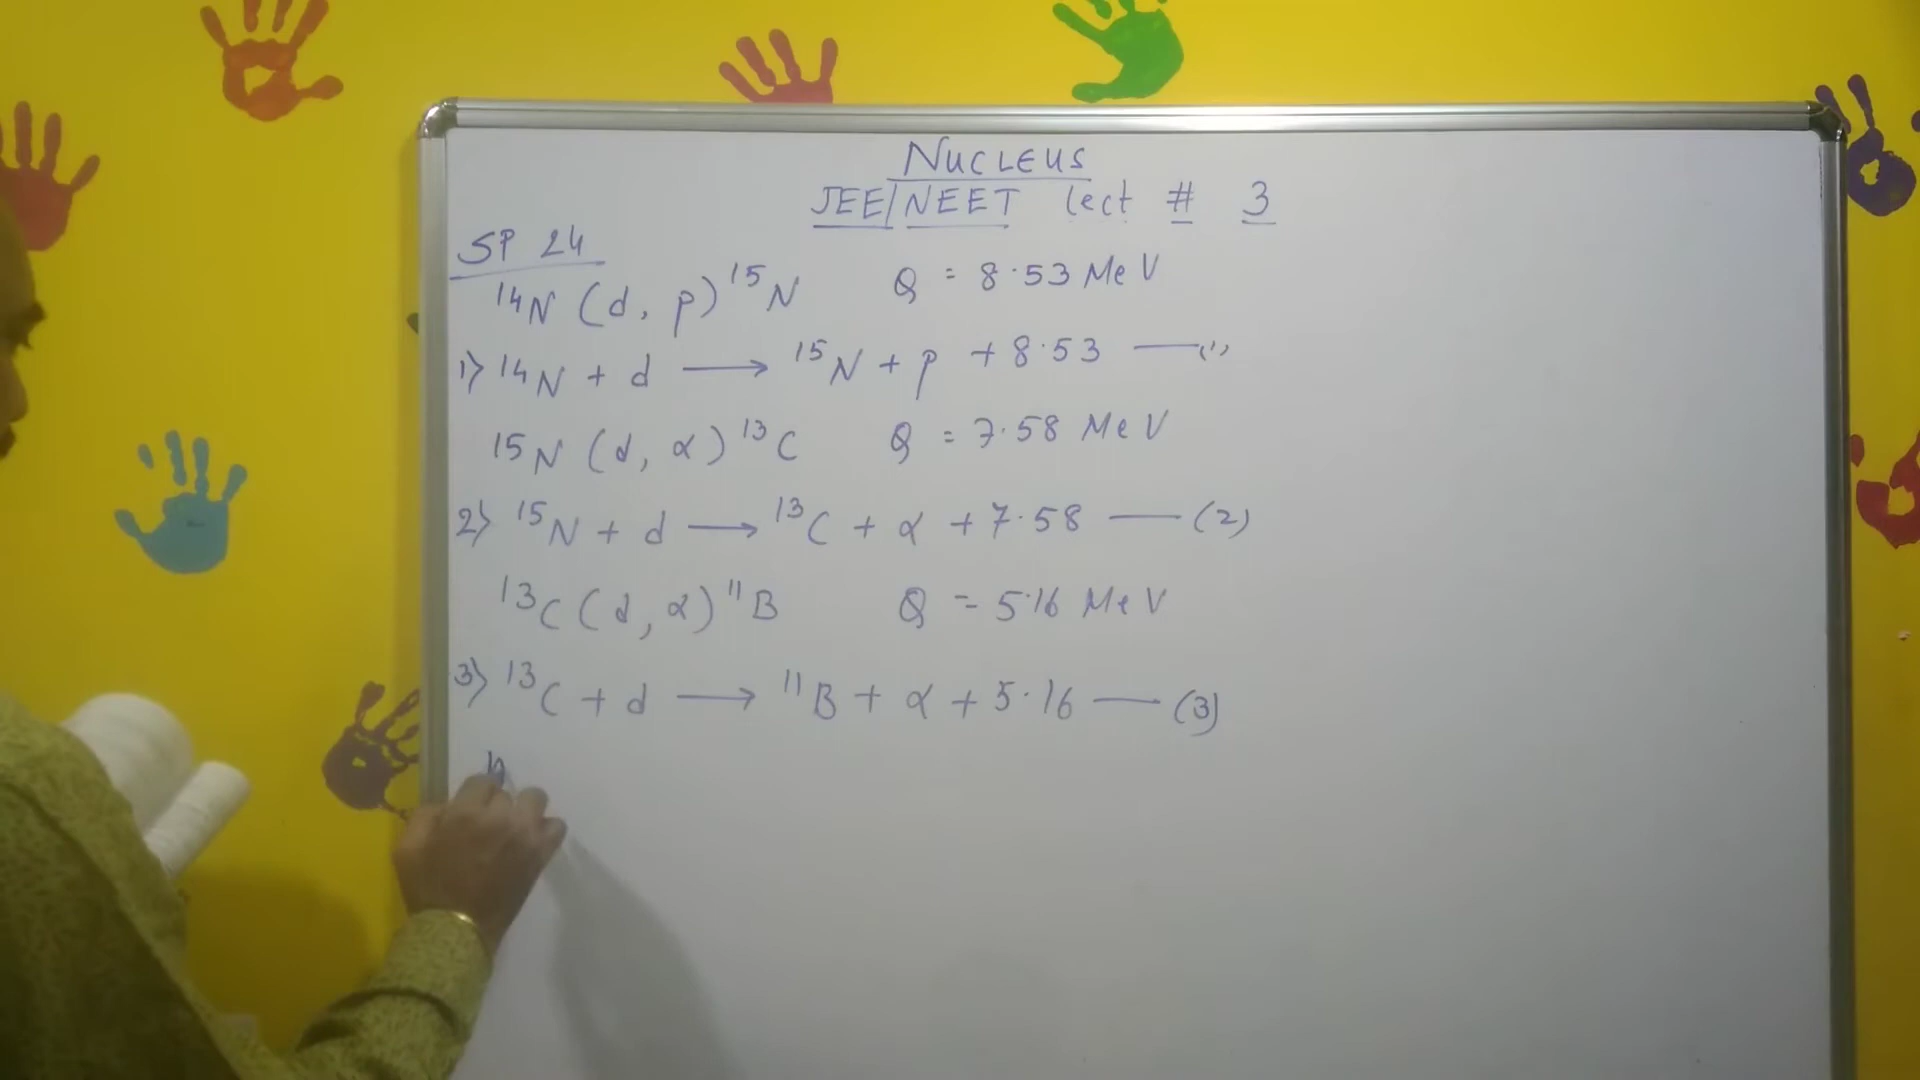 NUCLEUS
JEE/NEET Lect # 3
SP 24
¹⁴N (d, p) ¹⁵N Q = 8.53 MeV
1) ¹⁴N + d ⟶ ¹⁵N + p + 8.53 —(1)
¹⁵N (d, α) ¹³C Q = 7.58 MeV
2) ¹⁵N + d ⟶ ¹³C + α + 7.58 —(2)
¹³C (d, α) ¹¹B Q = 5.16 MeV
3) ¹³C + d ⟶ ¹¹B + α + 5.16 —(3)